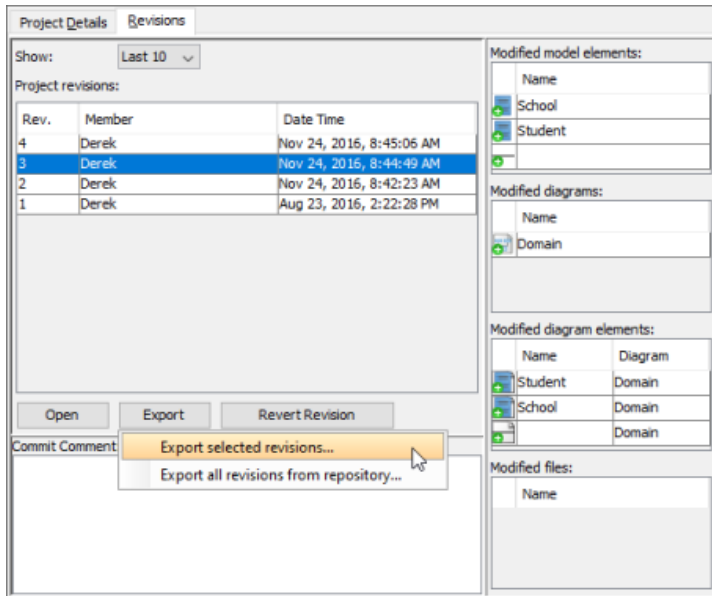 Project Details Revisions
Show: Last 10
Project revisions:
Rev. Member Date Time
4 Derek Nov 24, 2016, 8:45:06 AM
3 Derek Nov 24, 2016, 8:44:49 AM
2 Derek Nov 24, 2016, 8:42:23 AM
1 Derek Aug 23, 2016, 2:22:28 PM
Open Export Revert Revision
Commit Comment
Export selected revisions...
Export all revisions from repository...
Modified model elements:
Name
School
Student
Modified diagrams:
Name
Domain
Modified diagram elements:
Name Diagram
Student Domain
School Domain
Domain
Modified files:
Name